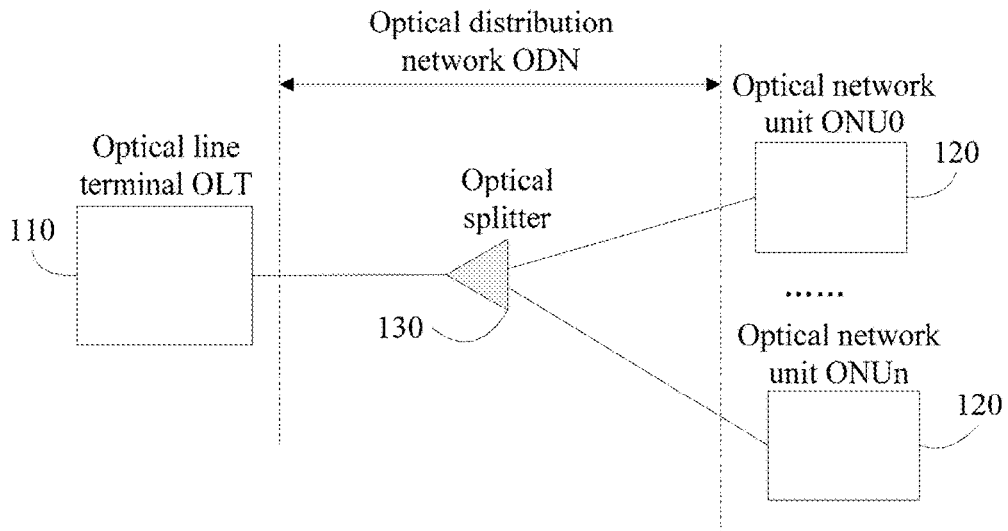 Optical distribution
network ODN
Optical network
unit ONU0
120
Optical line
terminal OLT
110
Optical
splitter
130
......
Optical network
unit ONUn
120